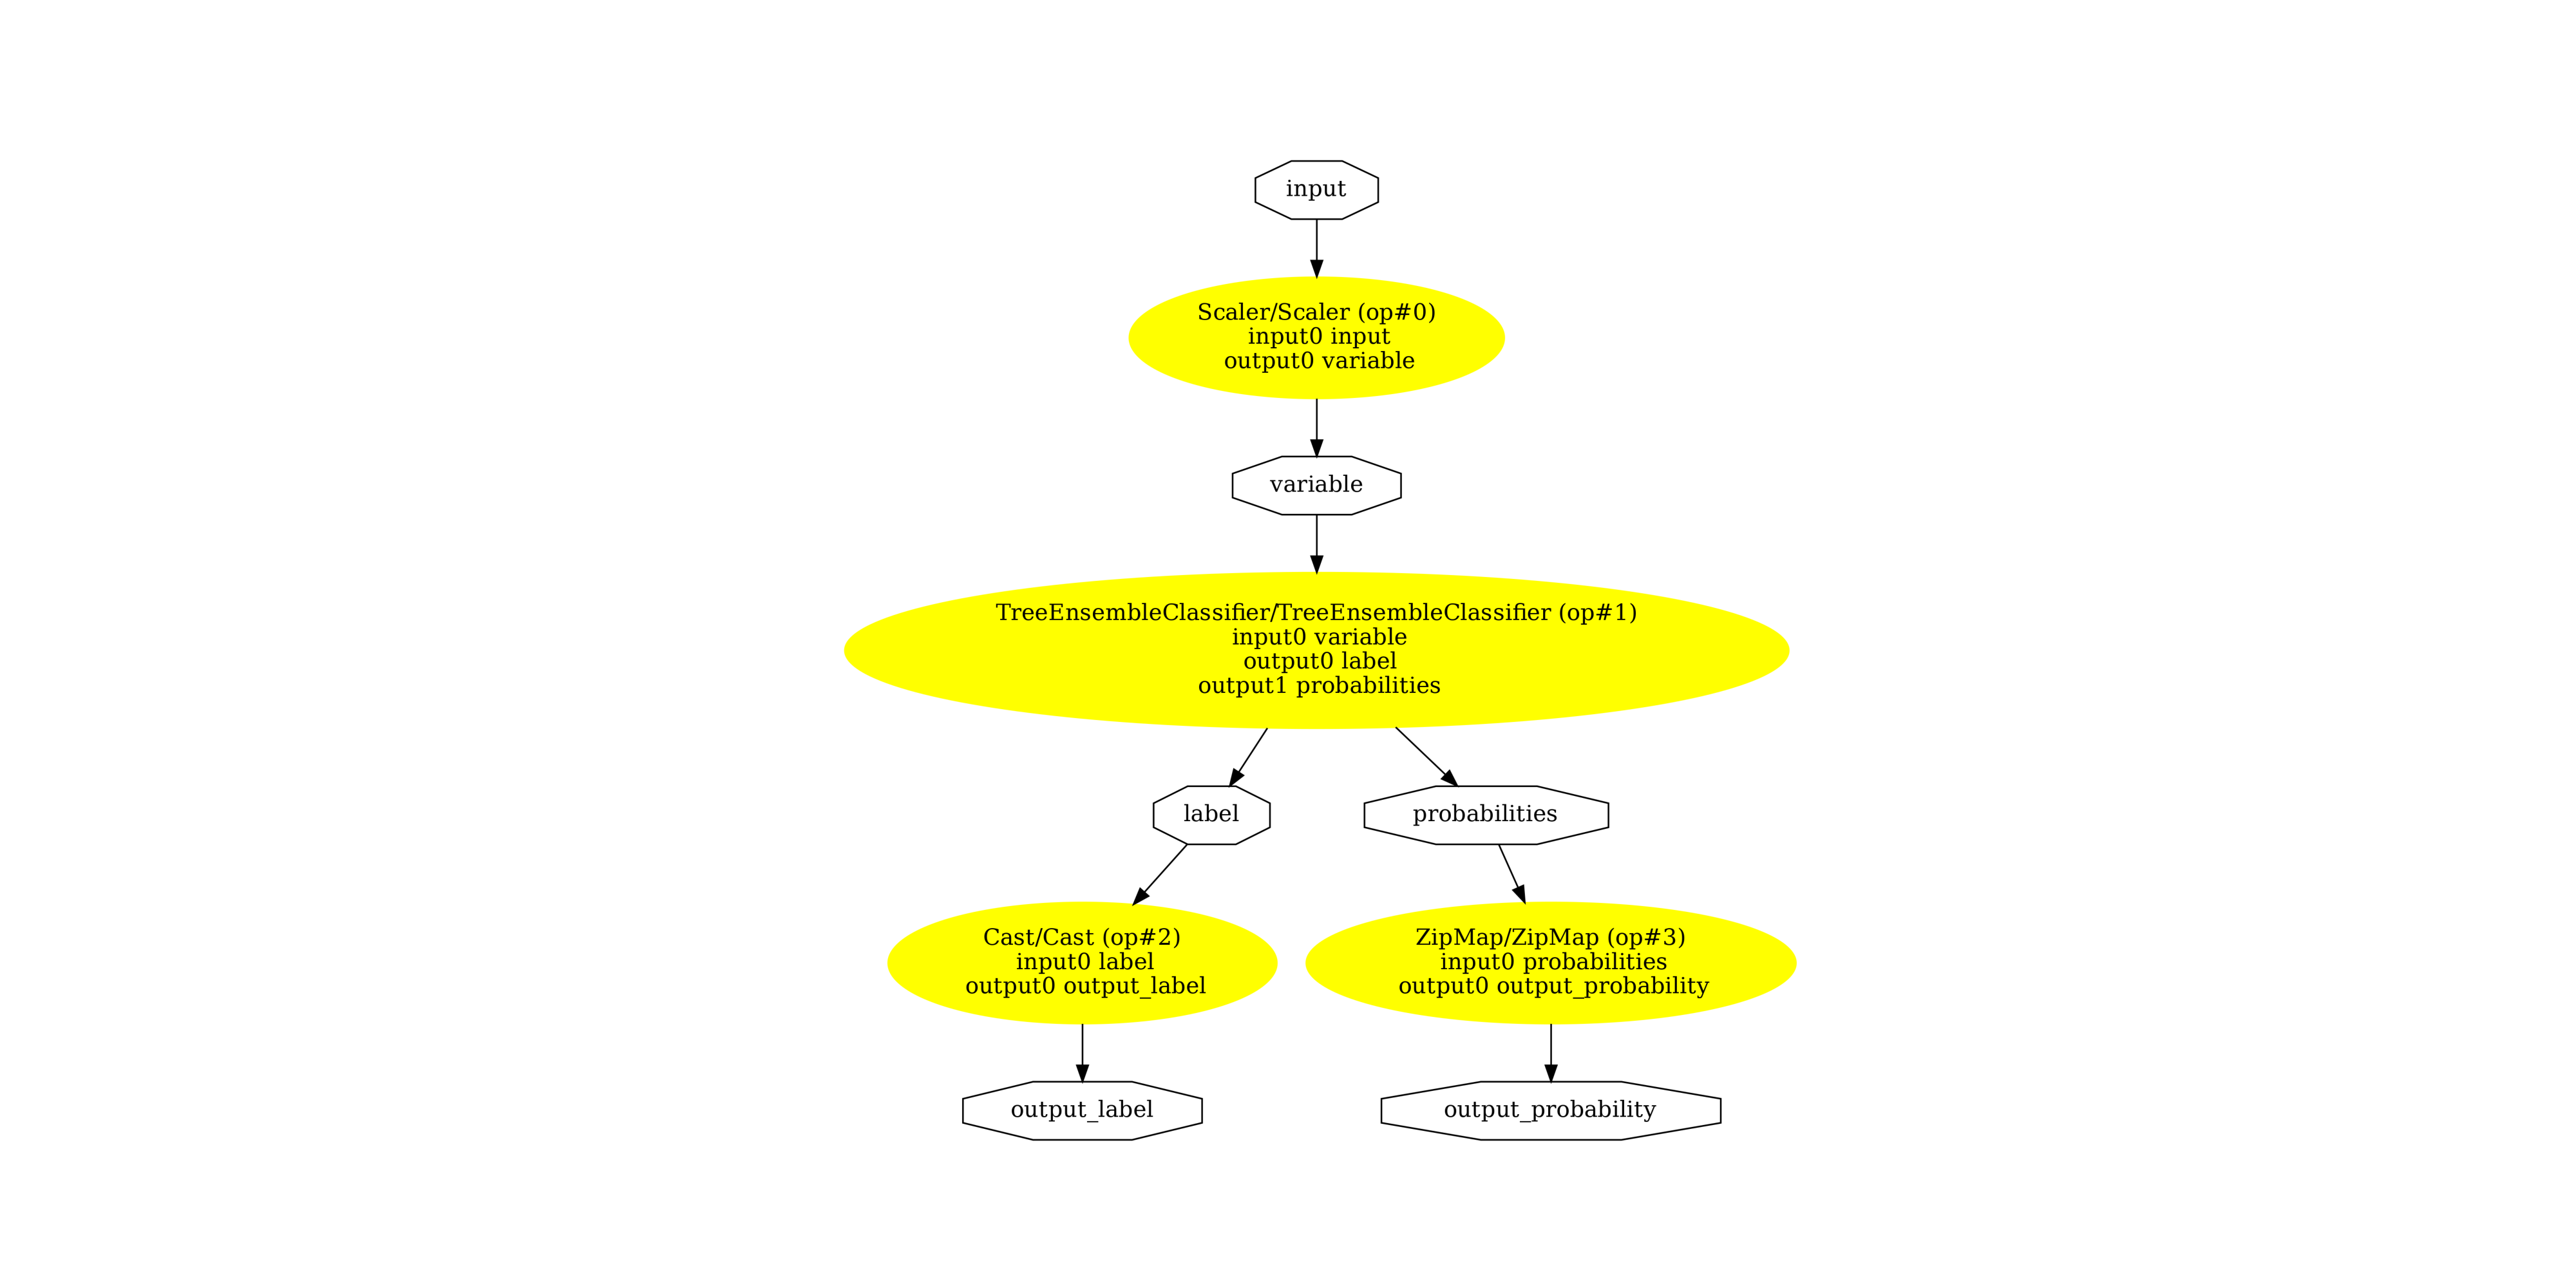 input
Scaler/Scaler (op#0)
input0 input
output0 variable
variable
TreeEnsembleClassifier/TreeEnsembleClassifier (op#1)
input0 variable
output0 label
output1 probabilities
label
probabilities
Cast/Cast (op#2)
input0 label
output0 output_label
ZipMap/ZipMap (op#3)
input0 probabilities
output0 output_probability
output_label
output_probability